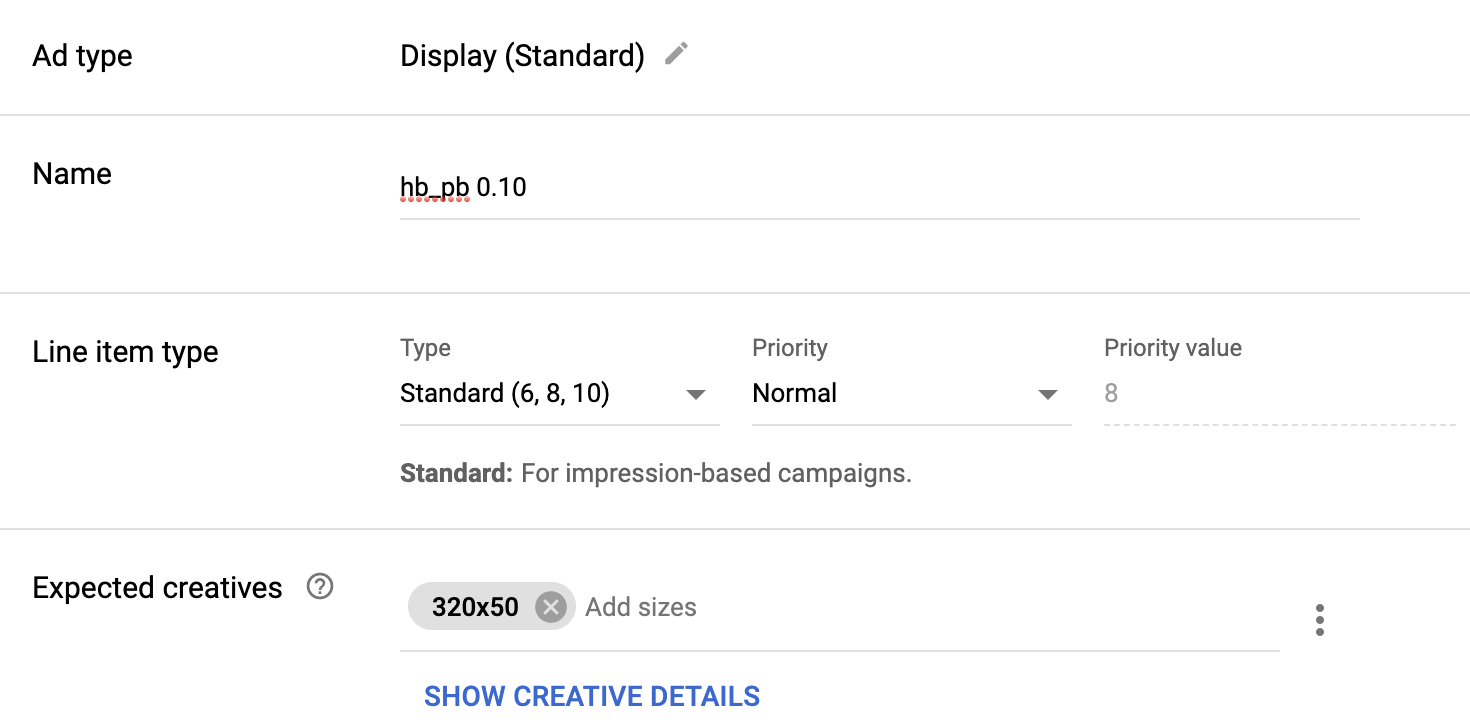 Ad type
Display (Standard)
Name
hb_pb 0.10
Line item type
Type
Priority
Priority value
Standard (6, 8, 10)
Normal
8
Standard: For impression-based campaigns.
Expected creatives ?
320x50
Add sizes
SHOW CREATIVE DETAILS